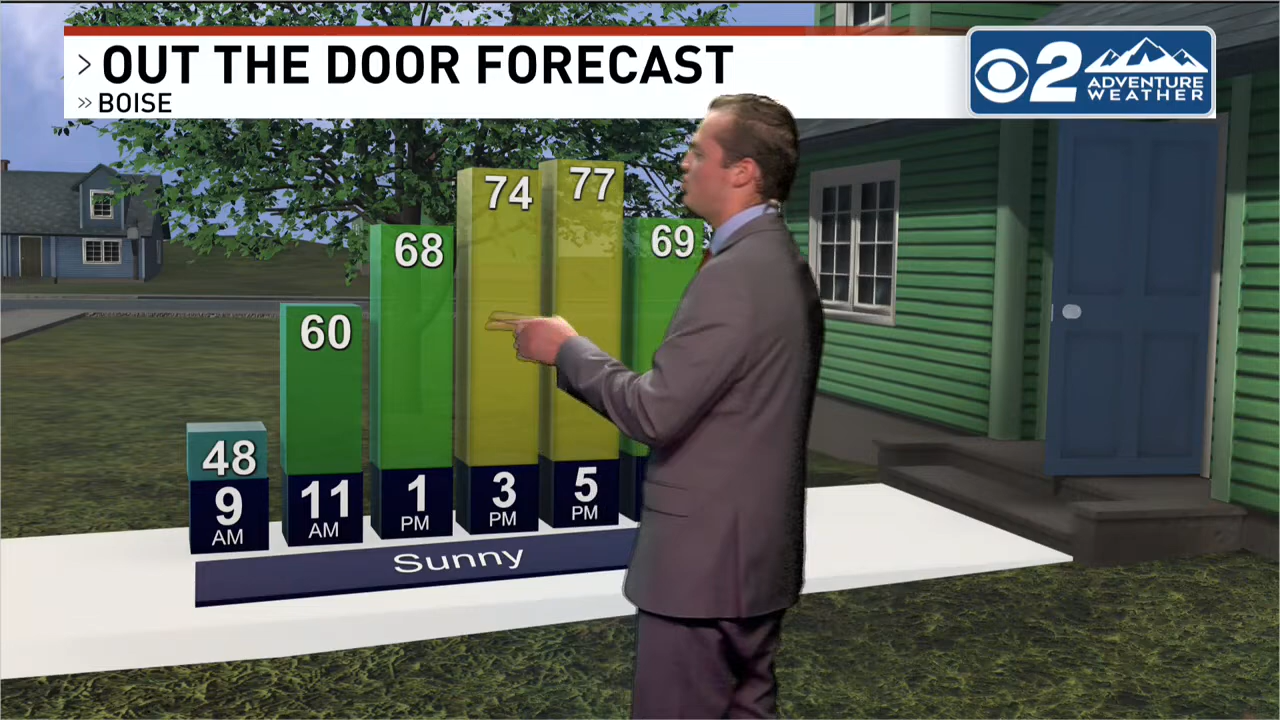 > OUT THE DOOR FORECAST
» BOISE
2 ADVENTURE
WEATHER
48
60
68
74
77
69
9
AM
11
AM
1
PM
3
PM
5
PM
Sunny